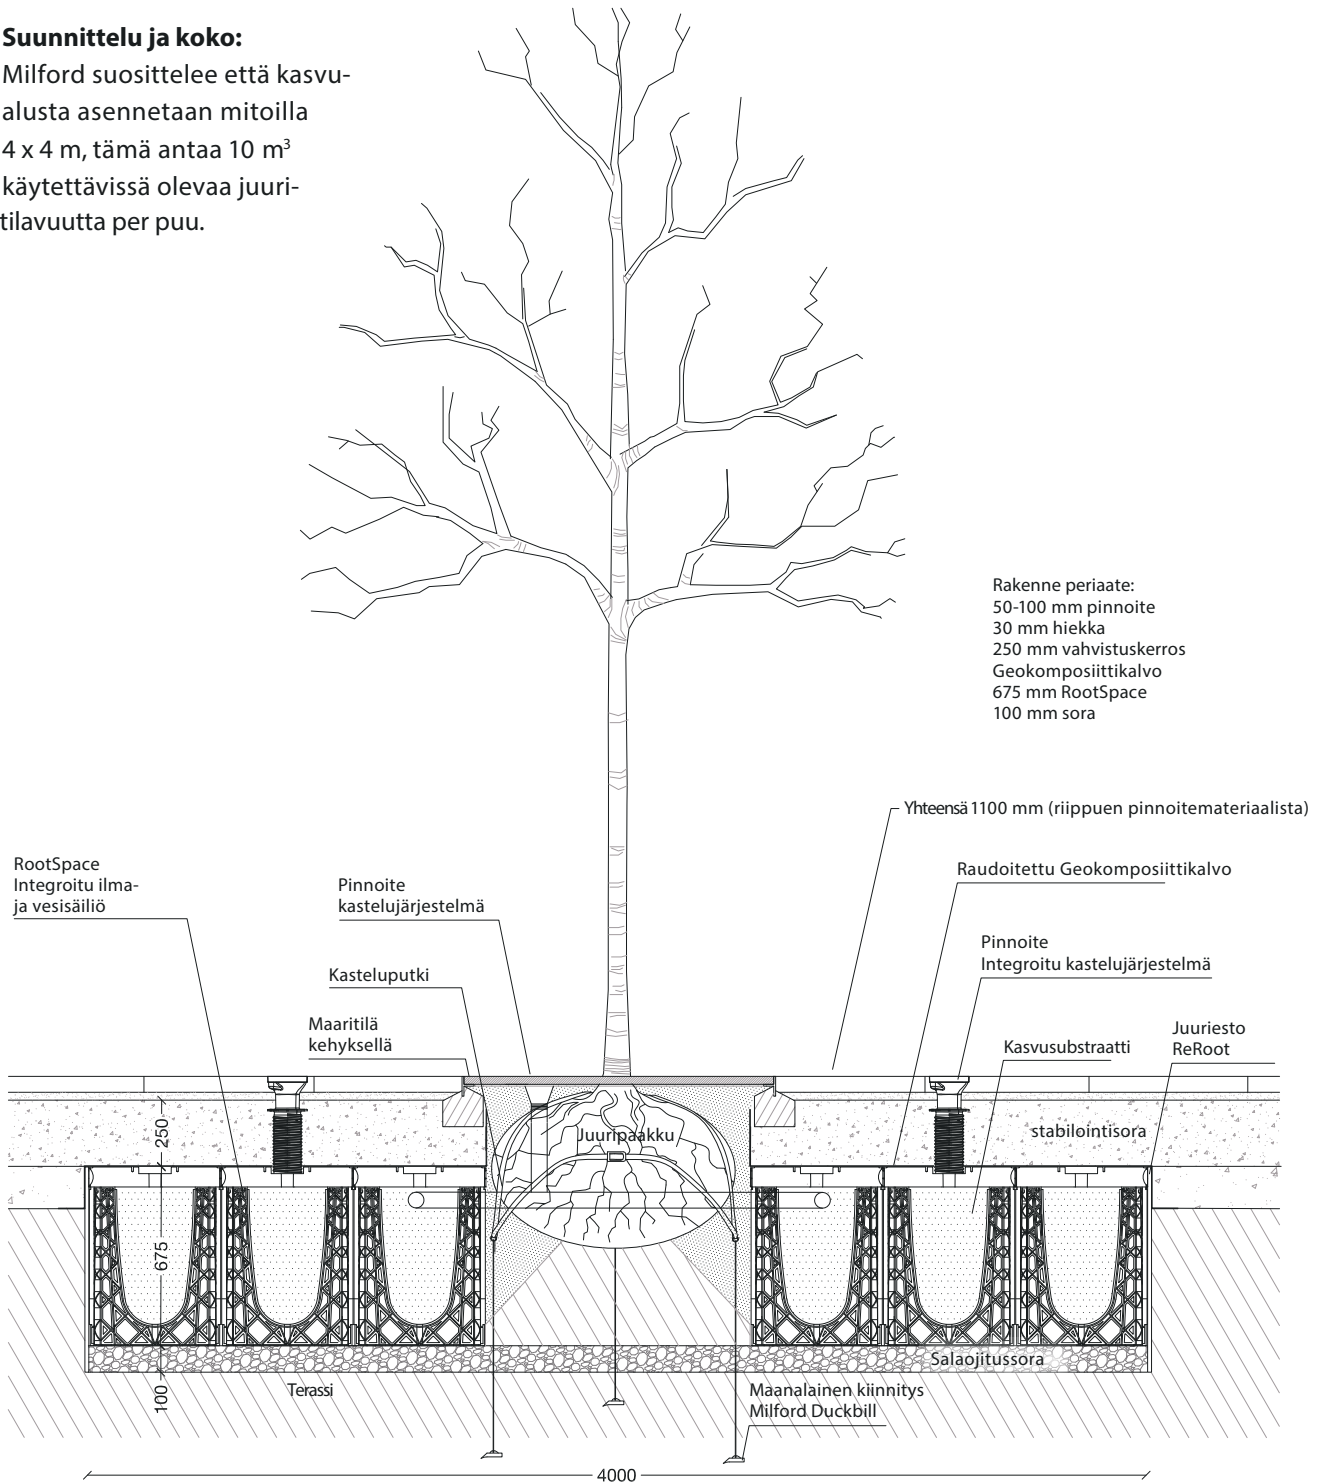 Suunnittelu ja koko:
Milford suosittelee että kasvu-
alusta asennetaan mitoilla
4 x 4 m, tämä antaa 10 m³
käytettävissä olevaa juuri-
tilavuutta per puu.
Rakenne periaate:
50-100 mm pinnoite
30 mm hiekka
250 mm vahvistuskerros
Geokomposiittikalvo
675 mm RootSpace
100 mm sora
Yhteensä 1100 mm (riippuen pinnoitemateriaalista)
RootSpace
Integroitu ilma-
ja vesisäiliö
Pinnoite
kastelujärjestelmä
Raudoitettu Geokomposiittikalvo
Pinnoite
Integroitu kastelujärjestelmä
Kasteluputki
Maaritilä
kehyksellä
Kasvusubstraatti
Juuriesto
ReRoot
250
Juuripaakku
stabilointisora
675
Salaojitussora
100
Terassi
Maanalainen kiinnitys
Milford Duckbill
4000